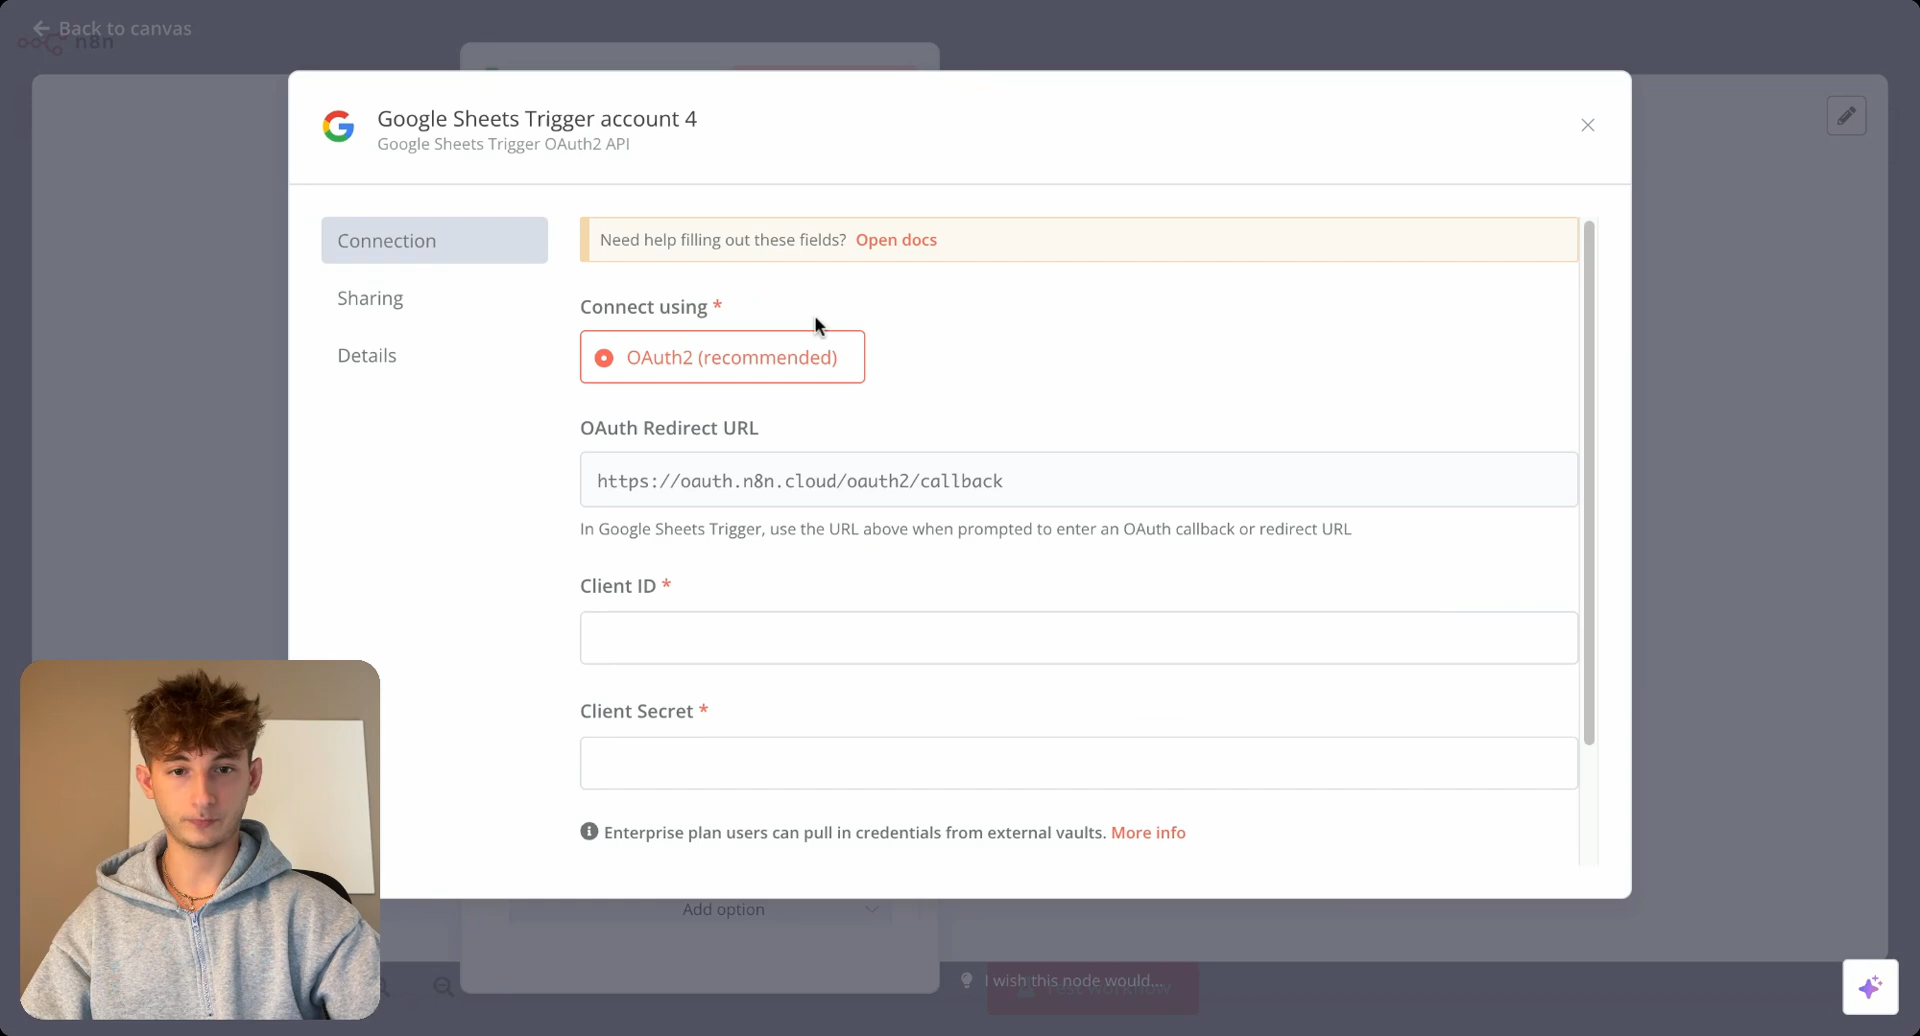 Back to canvas
n8n
Google Sheets Trigger account 4
Google Sheets Trigger OAuth2 API
Connection
Sharing
Details
Need help filling out these fields? Open docs
Connect using *
OAuth2 (recommended)
OAuth Redirect URL
https://oauth.n8n.cloud/oauth2/callback
In Google Sheets Trigger, use the URL above when prompted to enter an OAuth callback or redirect URL
Client ID *
Client Secret *
Enterprise plan users can pull in credentials from external vaults. More info
Add option
I wish this node would...